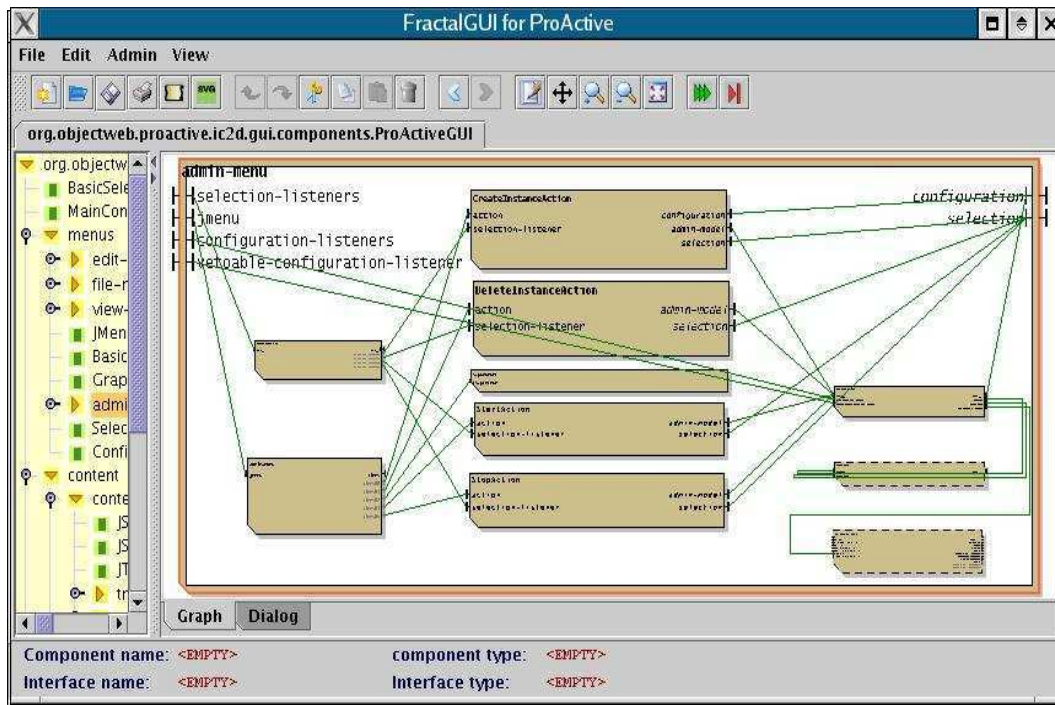 FractalGUI for ProActive
File Edit Admin View
SVG
org.objectweb.proactive.ic2d.gui.components.ProActiveGUI
org.objectw
BasicSele
MainCon
menus
edit-
file-r
view-
JMen
Basic
Grap
admi
Selec
Confi
content
conte
JS
JS
JT
tr
admin-menu
selection-listeners
jmenu
configuration-listeners
vetoable-configuration-listener
configuration
selection
CreateInstanceAction
action configuration
selection-listener admin-model
selection
DeleteInstanceAction
action admin-model
selection-listener selection
StartAction
action admin-model
selection-listener selection
StopAction
action admin-model
selection-listener selection
Graph Dialog
Component name: <EMPTY> component type: <EMPTY>
Interface name: <EMPTY> Interface type: <EMPTY>